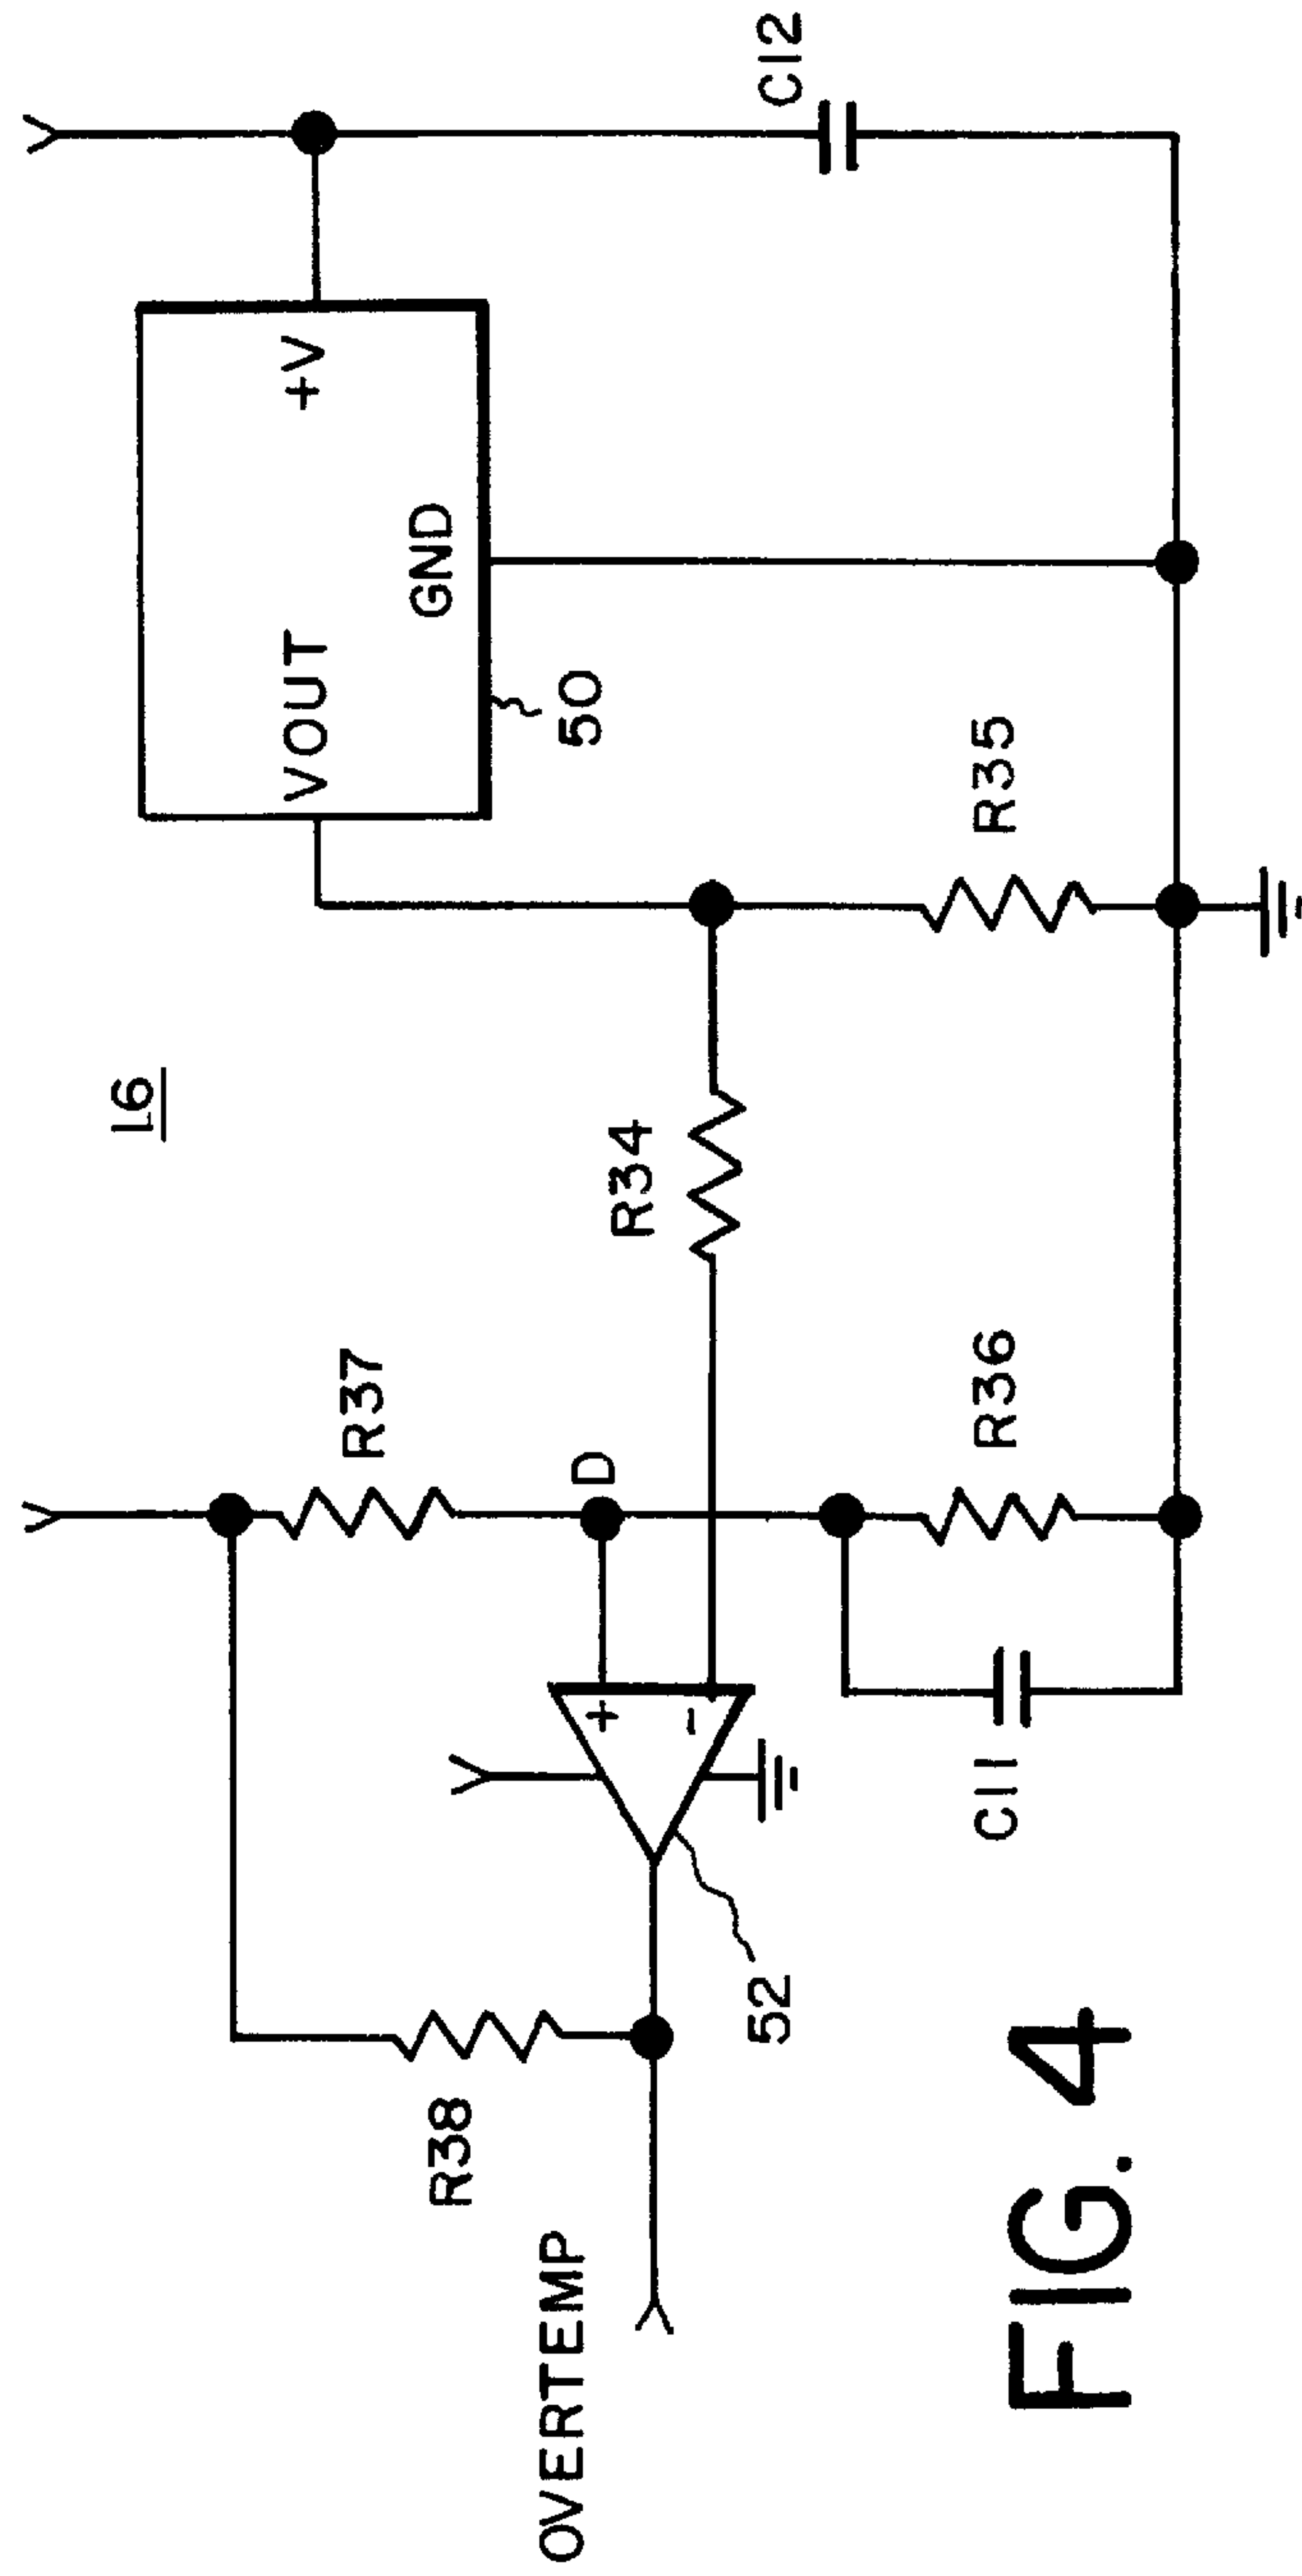 16
OVERTEMP
R38
R37
D
R34
VOUT
+V
GND
50
C12
+
-
52
C11
R36
R35
FIG. 4